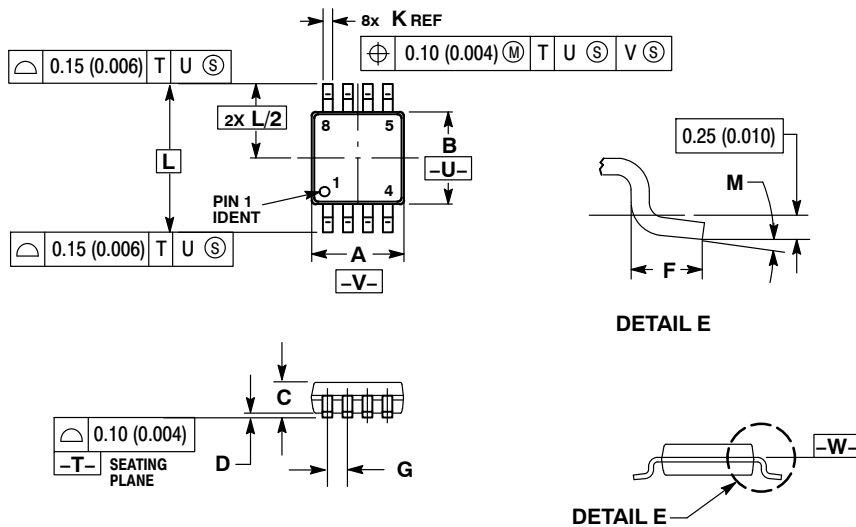 8x K REF
⌖ 0.10 (0.004) Ⓜ T U Ⓢ V Ⓢ
⌓ 0.15 (0.006) T U Ⓢ
2X L/2
8 5
B
–U–
L
PIN 1
IDENT
1
4
⌓ 0.15 (0.006) T U Ⓢ
A
–V–
0.25 (0.010)
M
F
DETAIL E
C
⌓ 0.10 (0.004)
–T– SEATING
PLANE
D
G
–W–
DETAIL E